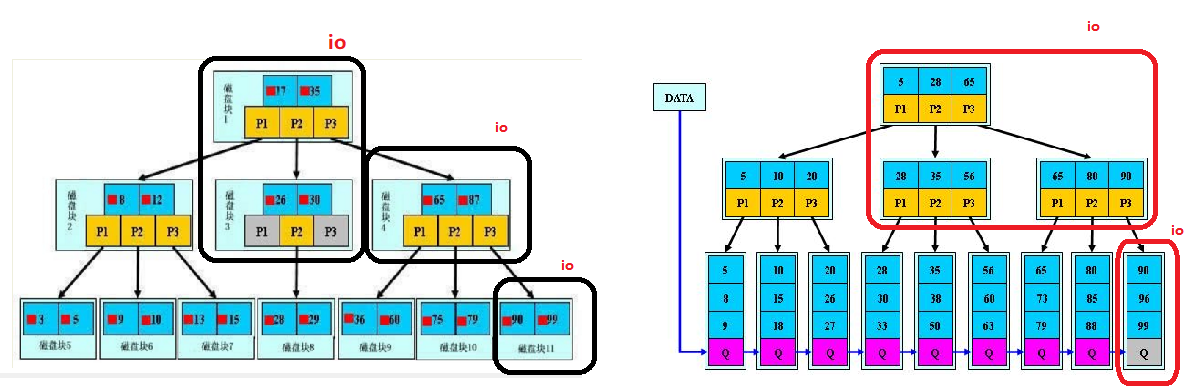 io
17 35
磁盘块1
P1 P2 P3
io
8 12
磁盘块2
P1 P2 P3
26 30
磁盘块3
P1 P2 P3
65 87
磁盘块4
P1 P2 P3
io
3 5
磁盘块5
9 10
磁盘块6
13 15
磁盘块7
28 29
磁盘块8
36 60
磁盘块9
75 79
磁盘块10
90 99
磁盘块11
io
DATA
5 28 65
P1 P2 P3
5 10 20
P1 P2 P3
28 35 56
P1 P2 P3
65 80 90
P1 P2 P3
io
5 10 20 28 35 56 65 80 90
8 15 26 30 38 60 73 85 96
9 18 27 33 50 63 79 88 99
Q Q Q Q Q Q Q Q Q